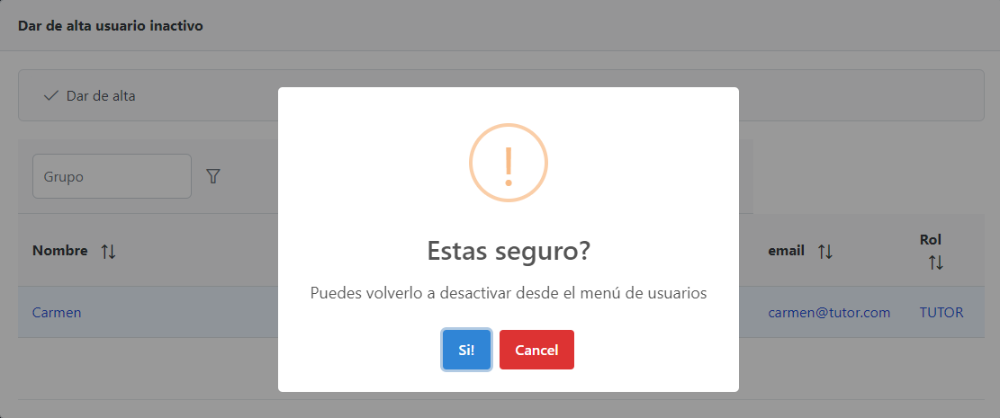 Dar de alta usuario inactivo
Dar de alta
Grupo
Nombre
email
Rol
Carmen
carmen@tutor.com
TUTOR
!
Estas seguro?
Puedes volverlo a desactivar desde el menú de usuarios
Si!
Cancel